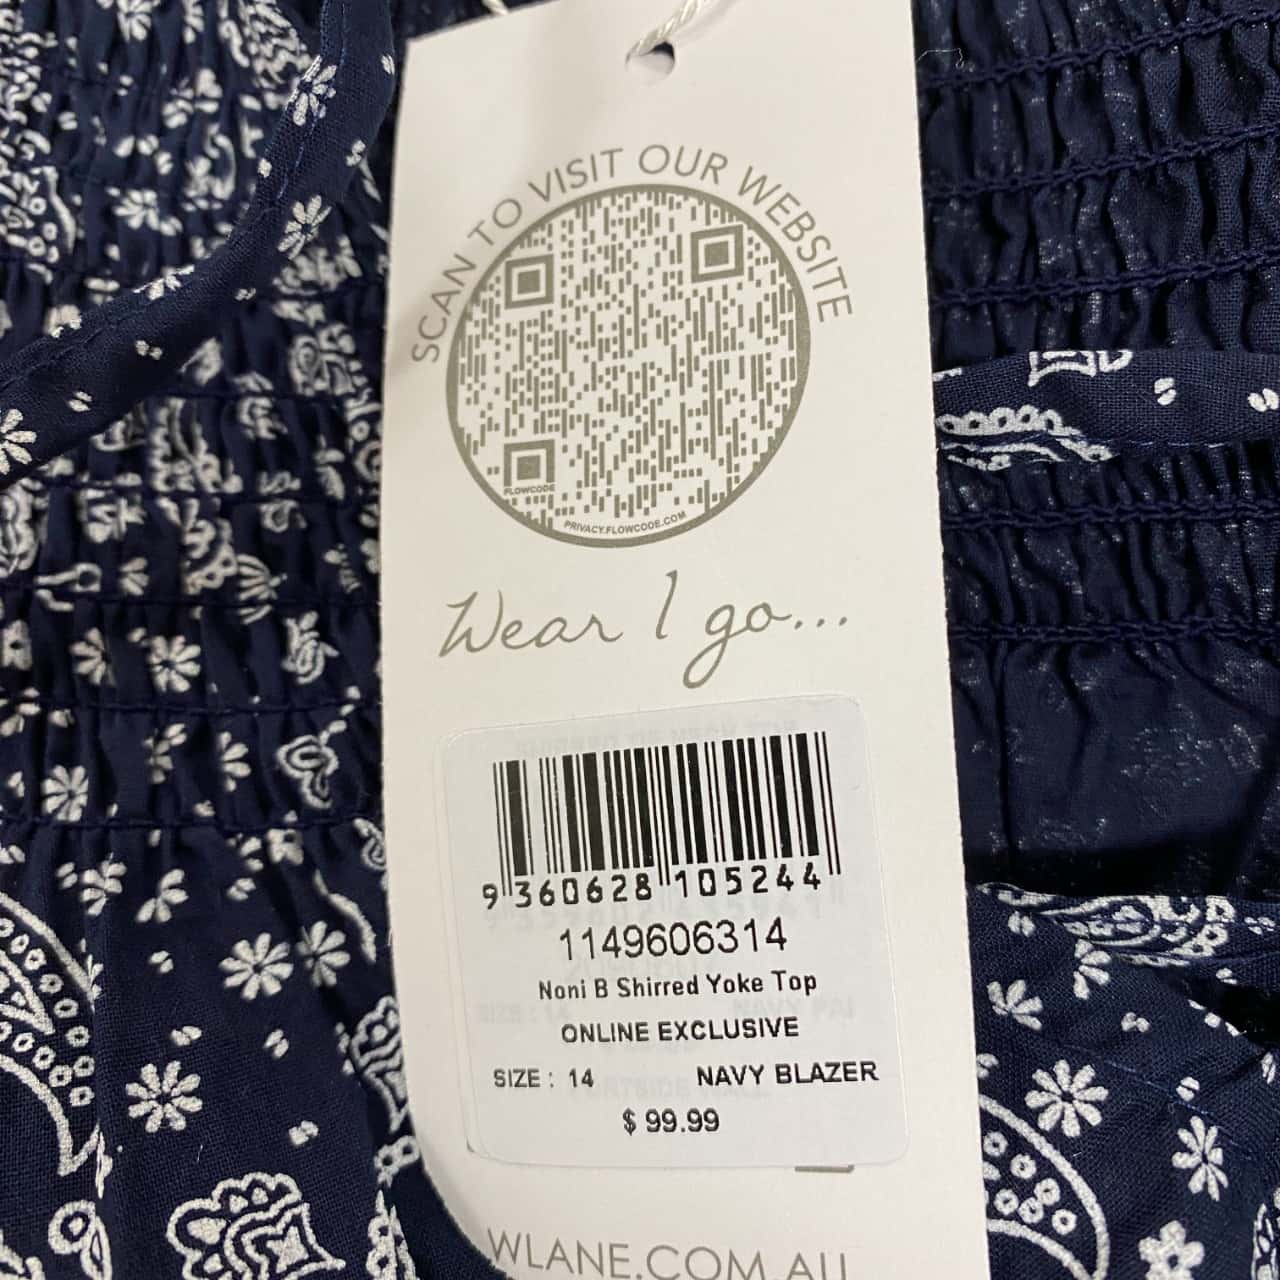 SCAN TO VISIT OUR WEBSITE
FLOWCODE
PRIVACY.FLOWCODE.COM
Wear I go...
9 360628 105244
1149606314
Noni B Shirred Yoke Top
ONLINE EXCLUSIVE
SIZE : 14 NAVY BLAZER
$ 99.99
WLANE.COM.AU